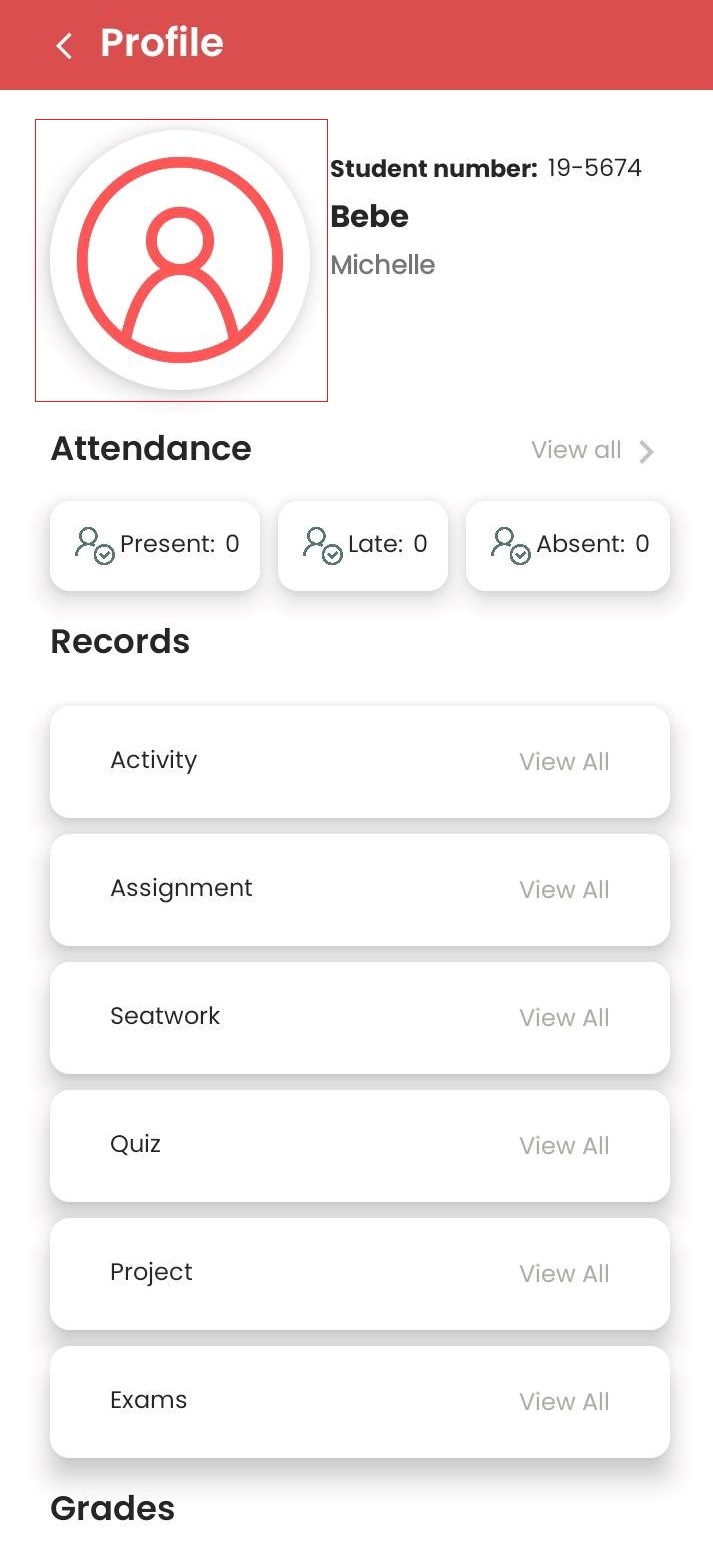 Profile
Student number: 19-5674
Bebe
Michelle
Attendance
View all
Present: 0
Late: 0
Absent: 0
Records
Activity
View All
Assignment
View All
Seatwork
View All
Quiz
View All
Project
View All
Exams
View All
Grades